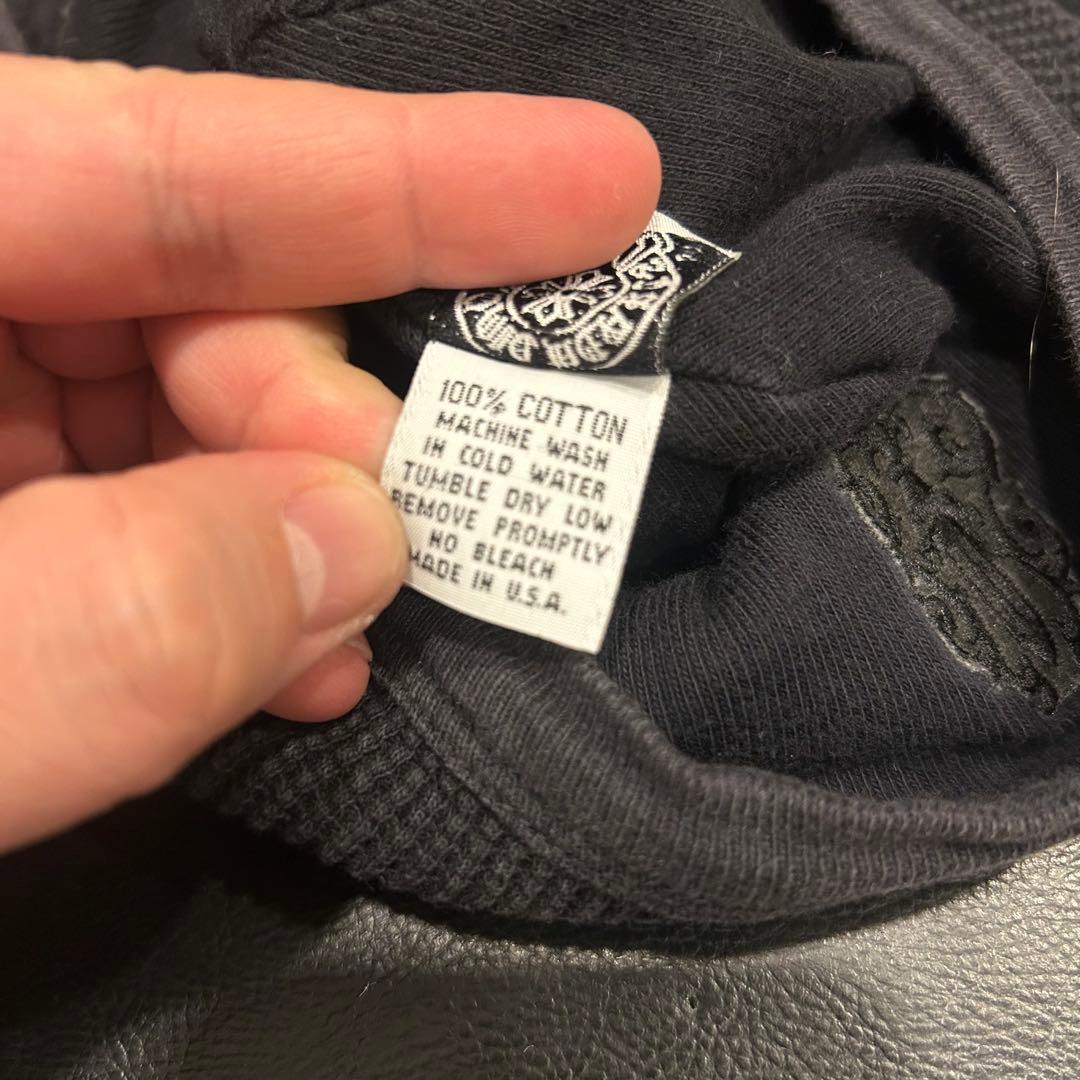 100% COTTON
MACHINE WASH
IN COLD WATER
TUMBLE DRY LOW
REMOVE PROMPTLY
NO BLEACH
MADE IN U.S.A.